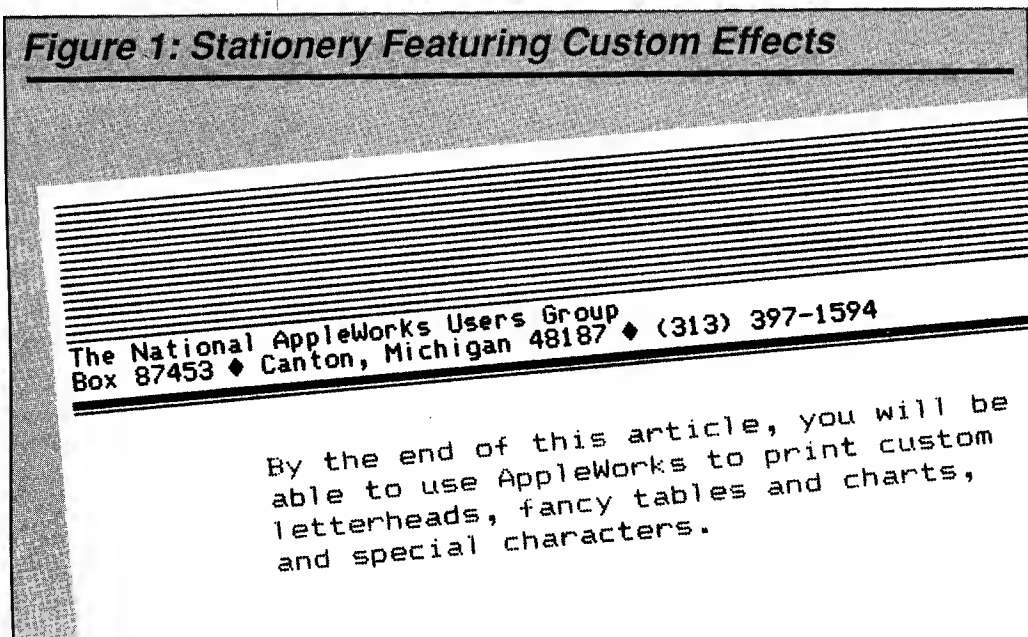 Figure 1: Stationery Featuring Custom Effects
The National AppleWorks Users Group
Box 87453 ♦ Canton, Michigan 48187 ♦ (313) 397-1594
By the end of this article, you will be
able to use AppleWorks to print custom
letterheads, fancy tables and charts,
and special characters.